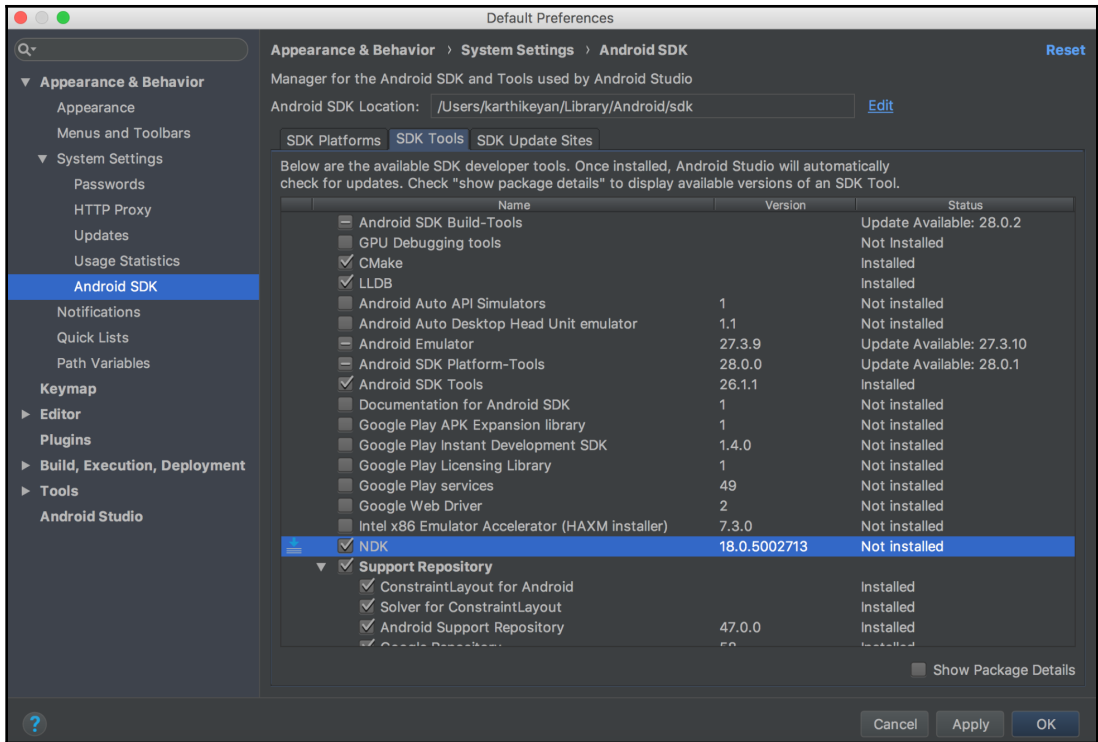 Default Preferences
Appearance & Behavior › System Settings › Android SDK
Reset
Manager for the Android SDK and Tools used by Android Studio
Android SDK Location: /Users/karthikeyan/Library/Android/sdk Edit
Appearance & Behavior
Appearance
Menus and Toolbars
System Settings
Passwords
HTTP Proxy
Updates
Usage Statistics
Android SDK
Notifications
Quick Lists
Path Variables
Keymap
Editor
Plugins
Build, Execution, Deployment
Tools
Android Studio
SDK Platforms SDK Tools SDK Update Sites
Below are the available SDK developer tools. Once installed, Android Studio will automatically
check for updates. Check "show package details" to display available versions of an SDK Tool.
Name Version Status
Android SDK Build-Tools Update Available: 28.0.2
GPU Debugging tools Not Installed
CMake Installed
LLDB Installed
Android Auto API Simulators 1 Not installed
Android Auto Desktop Head Unit emulator 1.1 Not installed
Android Emulator 27.3.9 Update Available: 27.3.10
Android SDK Platform-Tools 28.0.0 Update Available: 28.0.1
Android SDK Tools 26.1.1 Installed
Documentation for Android SDK 1 Not installed
Google Play APK Expansion library 1 Not installed
Google Play Instant Development SDK 1.4.0 Not installed
Google Play Licensing Library 1 Not installed
Google Play services 49 Not installed
Google Web Driver 2 Not installed
Intel x86 Emulator Accelerator (HAXM installer) 7.3.0 Not installed
NDK 18.0.5002713 Not installed
Support Repository
ConstraintLayout for Android Installed
Solver for ConstraintLayout Installed
Android Support Repository 47.0.0 Installed
Google Repository 58 Installed
Show Package Details
?
Cancel Apply OK